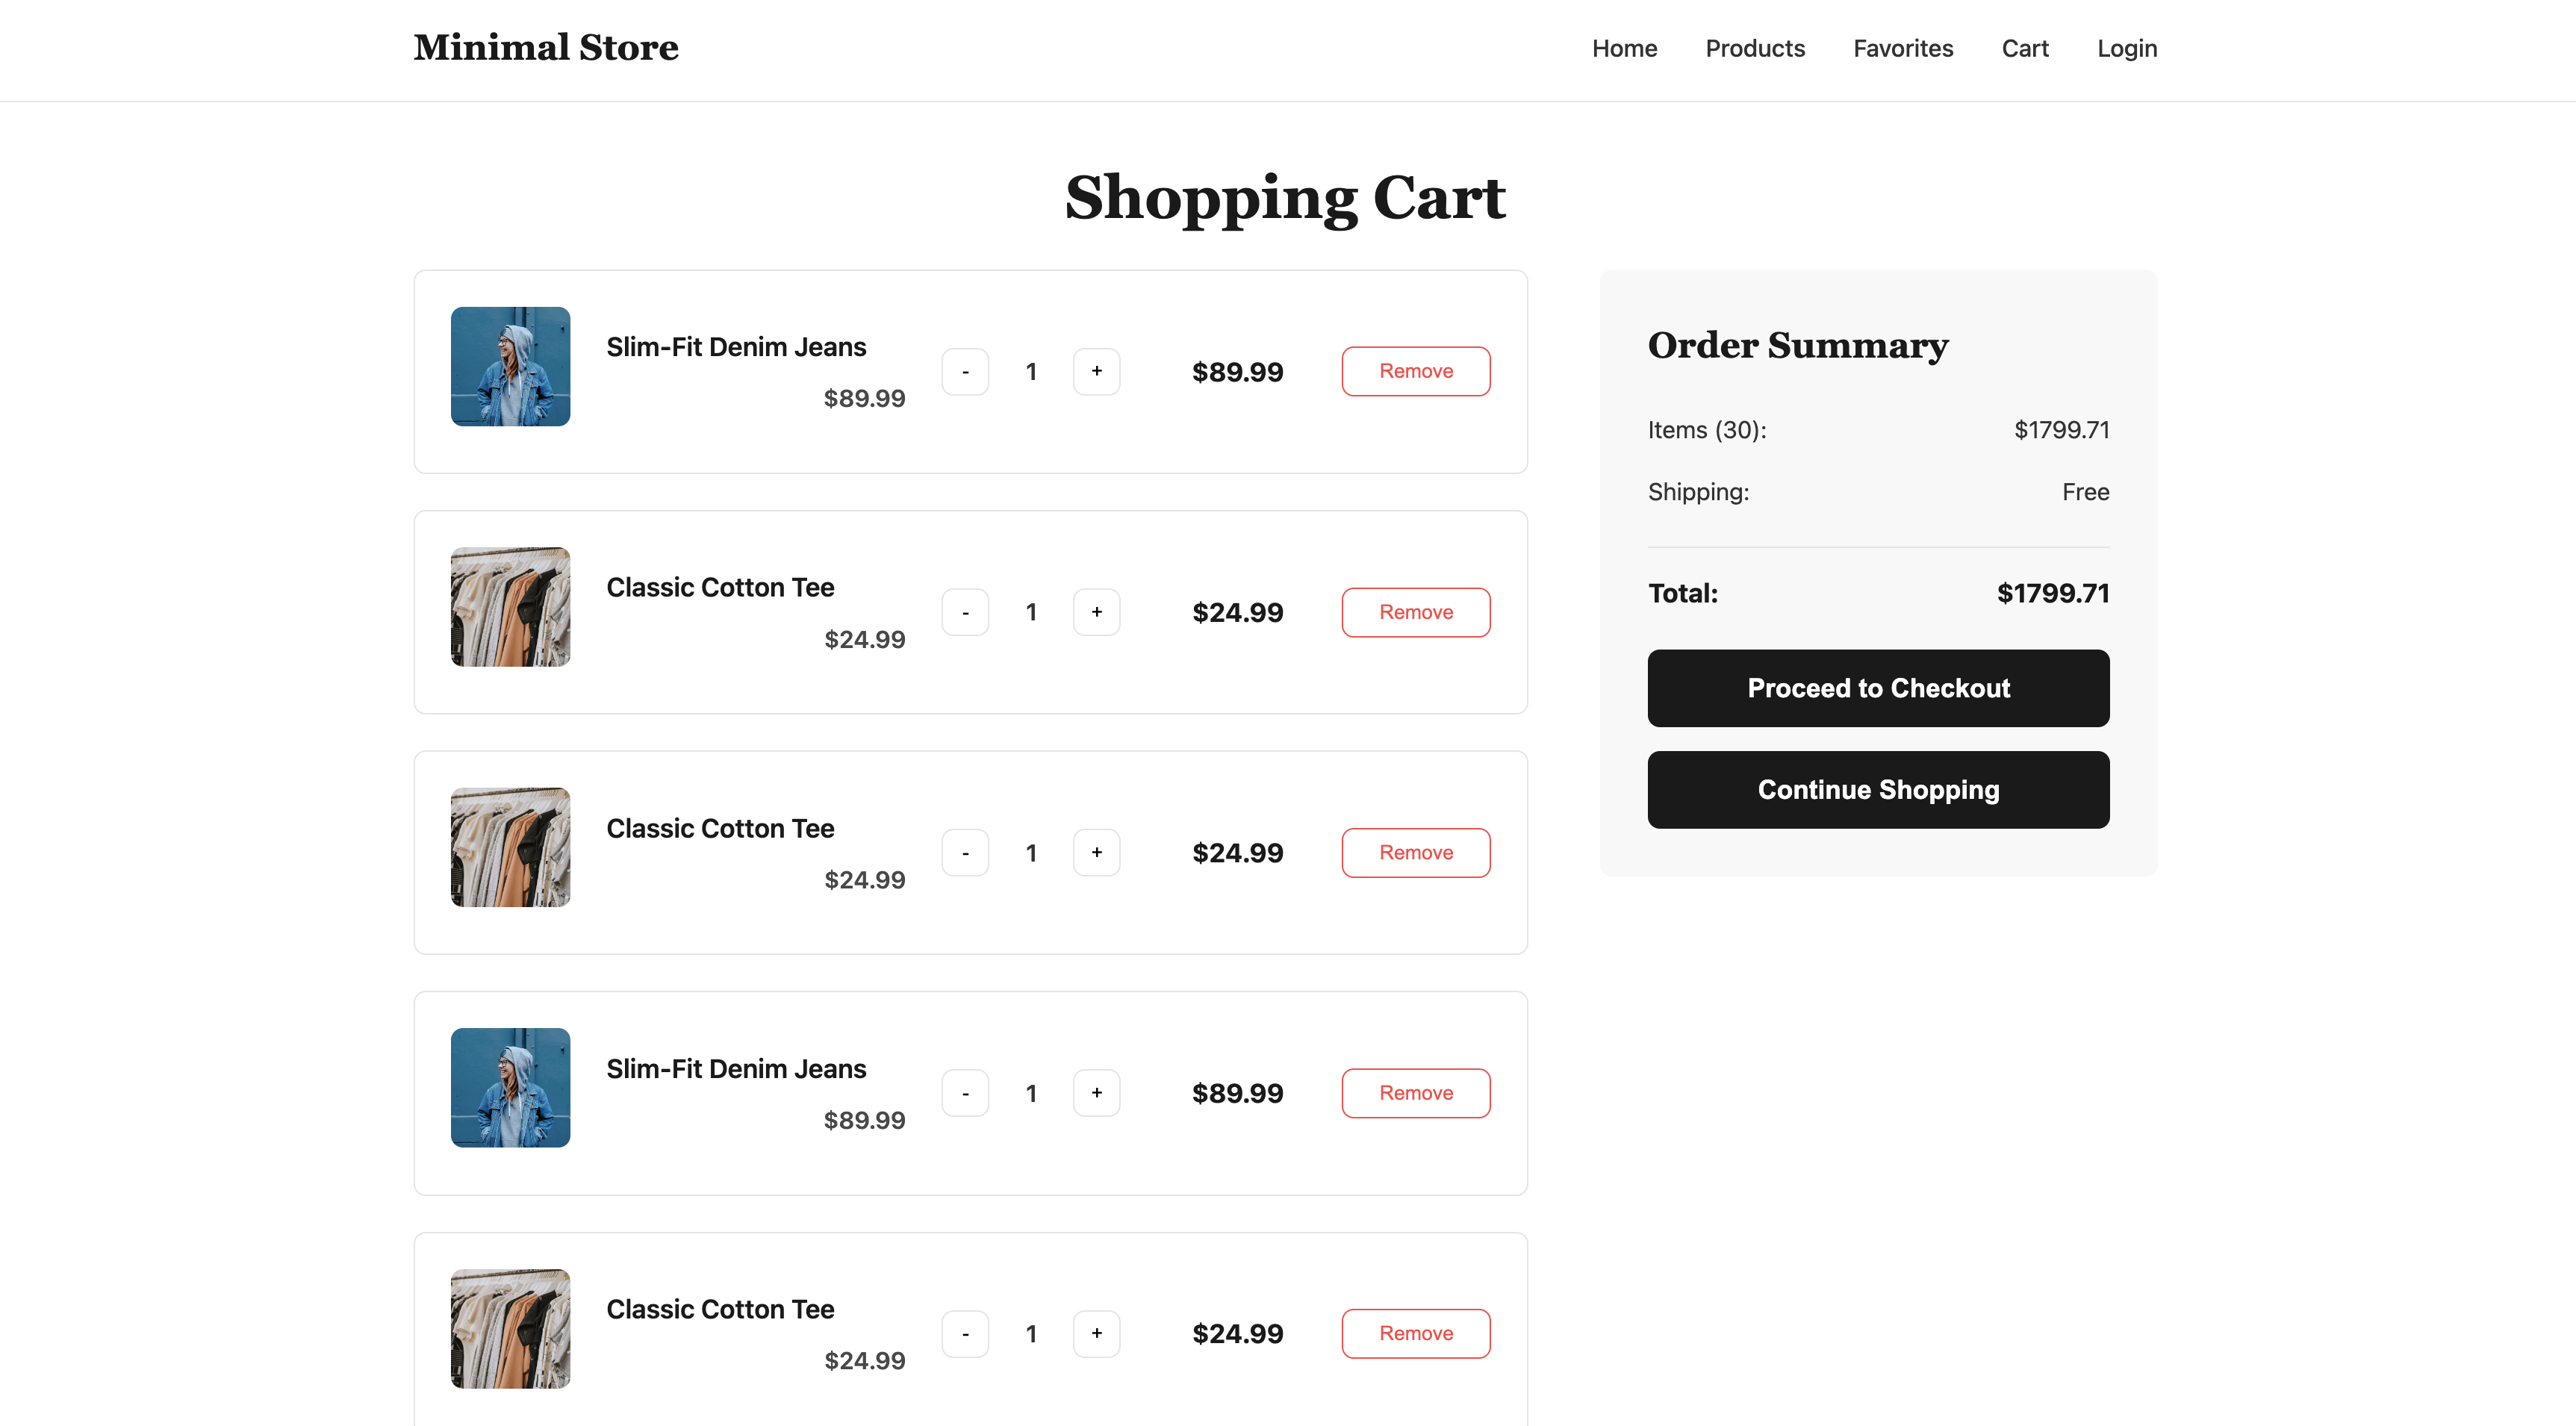 Minimal Store
Home Products Favorites Cart Login
Shopping Cart
Slim-Fit Denim Jeans
$89.99
- 1 + $89.99 Remove
Classic Cotton Tee
$24.99
- 1 + $24.99 Remove
Classic Cotton Tee
$24.99
- 1 + $24.99 Remove
Slim-Fit Denim Jeans
$89.99
- 1 + $89.99 Remove
Classic Cotton Tee
$24.99
- 1 + $24.99 Remove
Order Summary
Items (30): $1799.71
Shipping: Free
Total: $1799.71
Proceed to Checkout
Continue Shopping